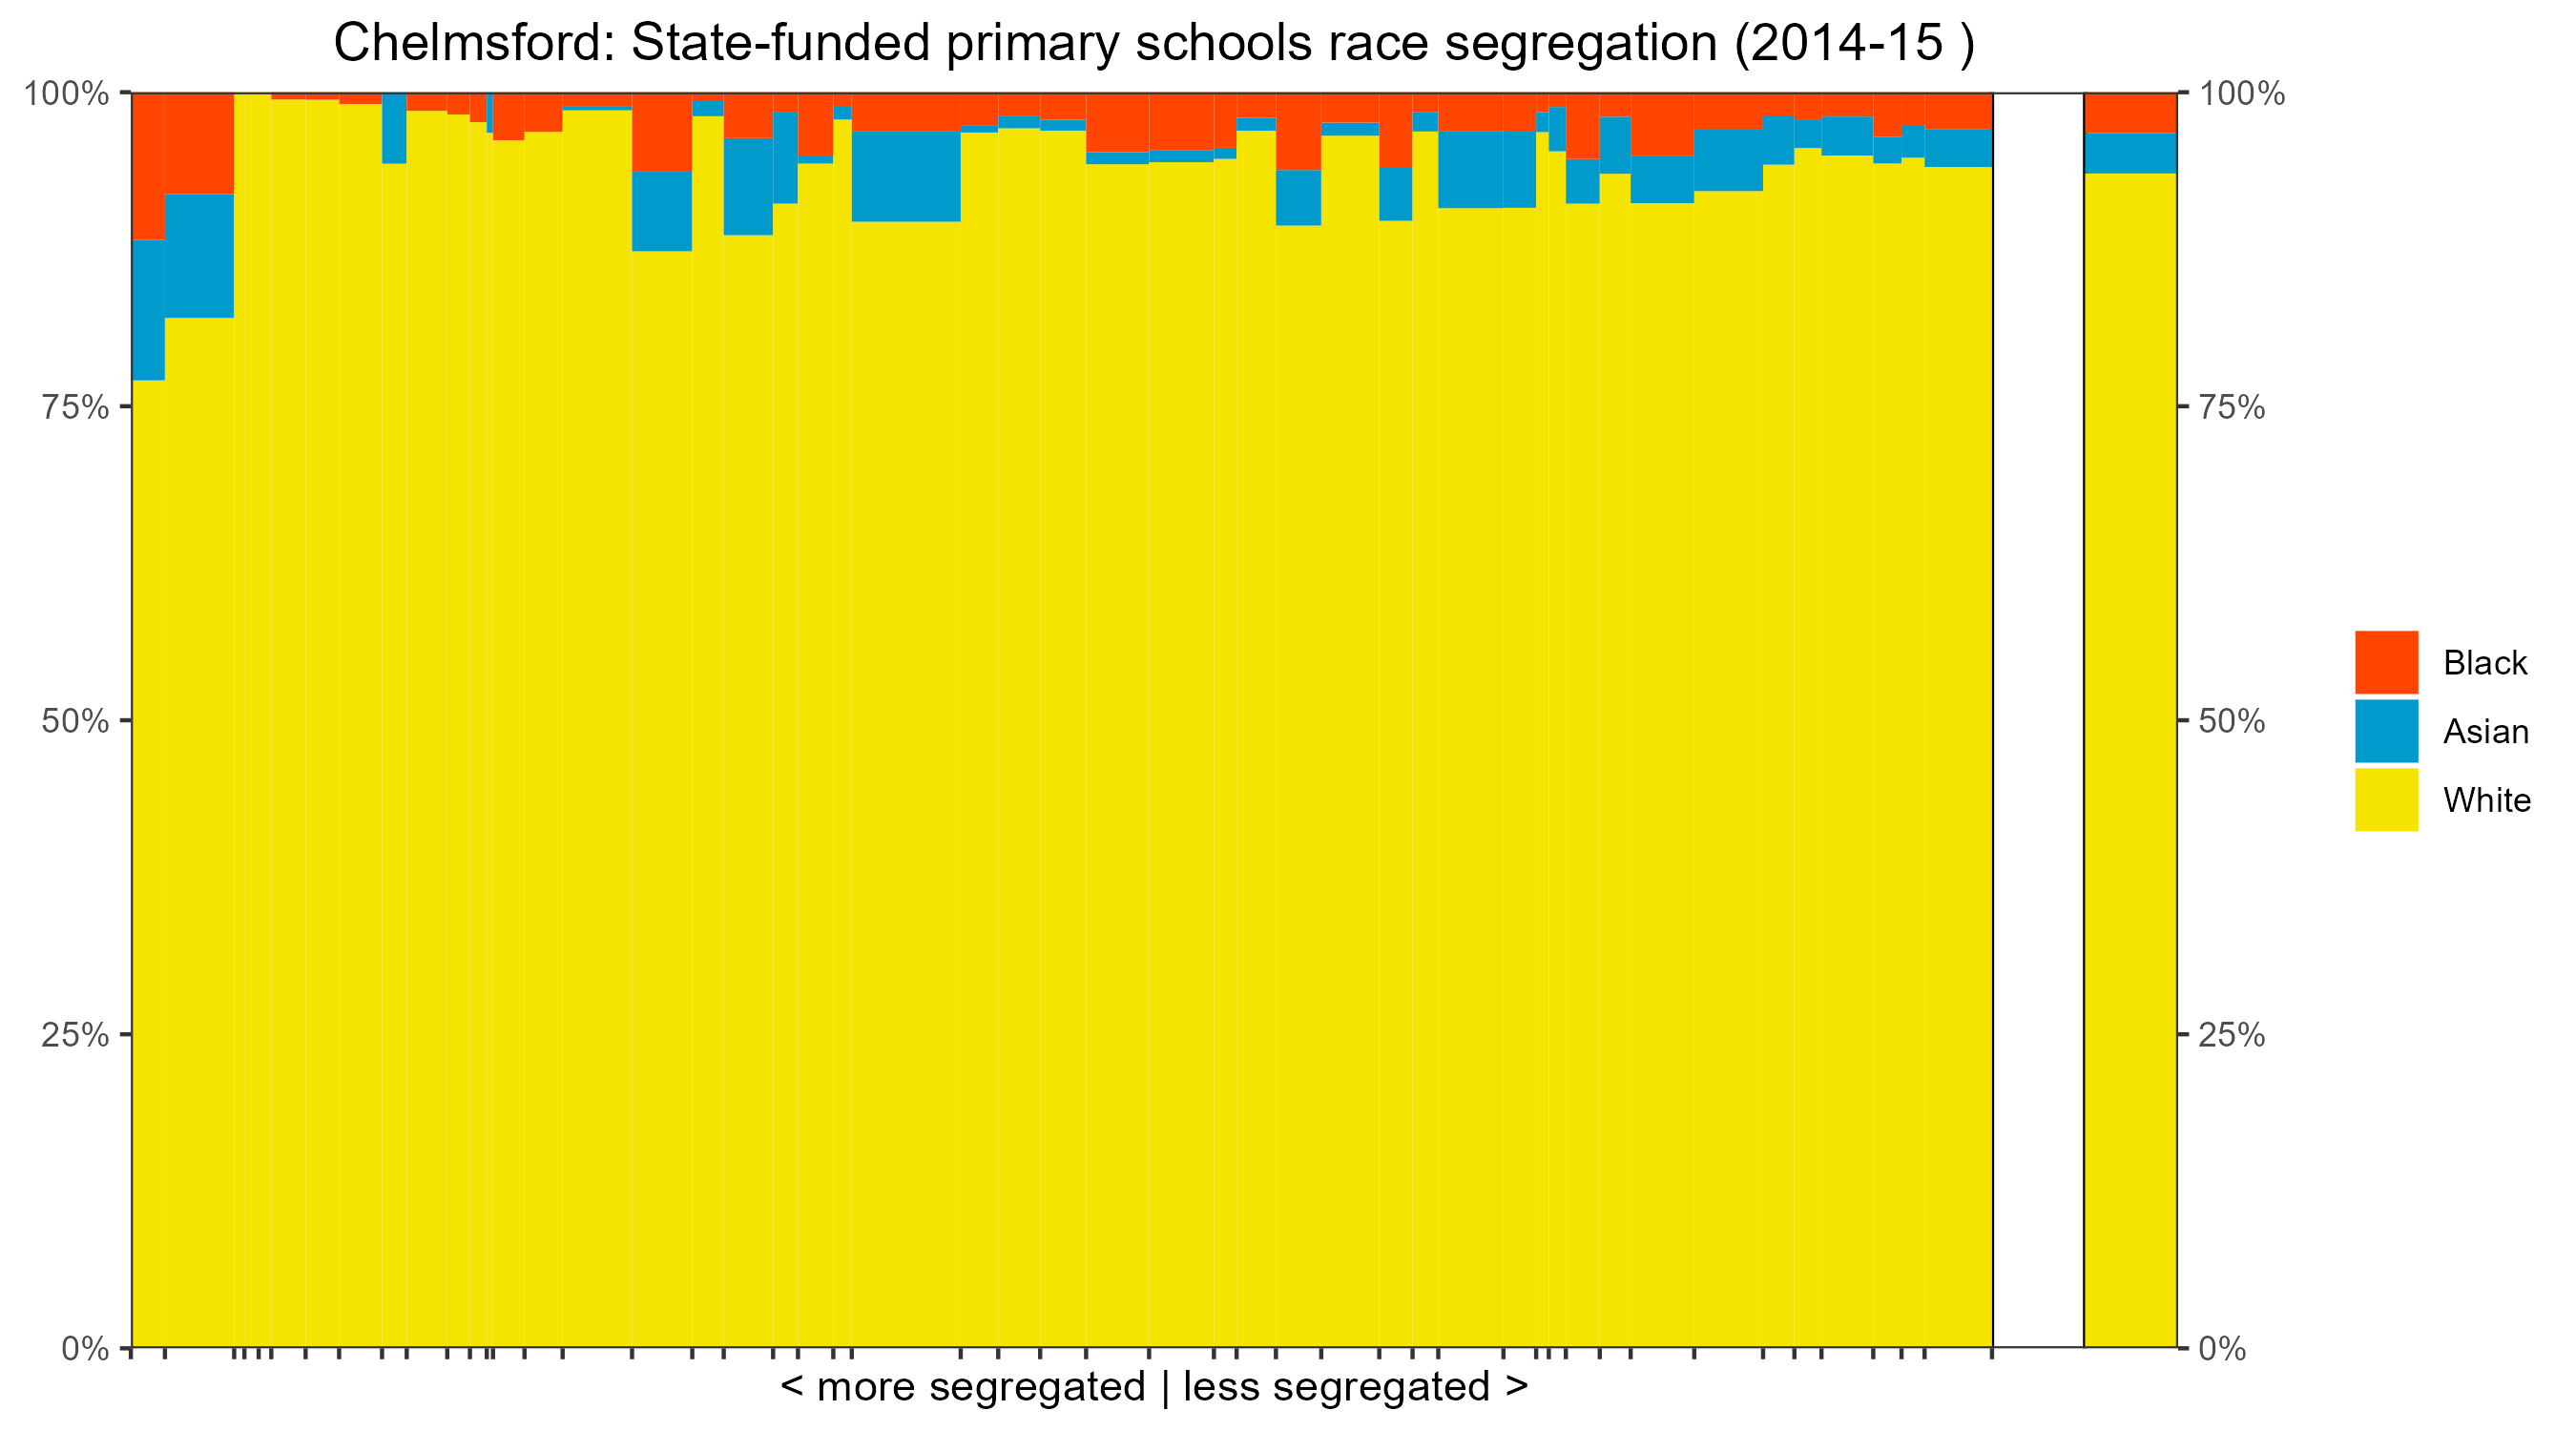 Chelmsford: State-funded primary schools race segregation (2014-15 )
100%
75%
50%
25%
0%
100%
75%
50%
25%
0%
Black
Asian
White
< more segregated | less segregated >